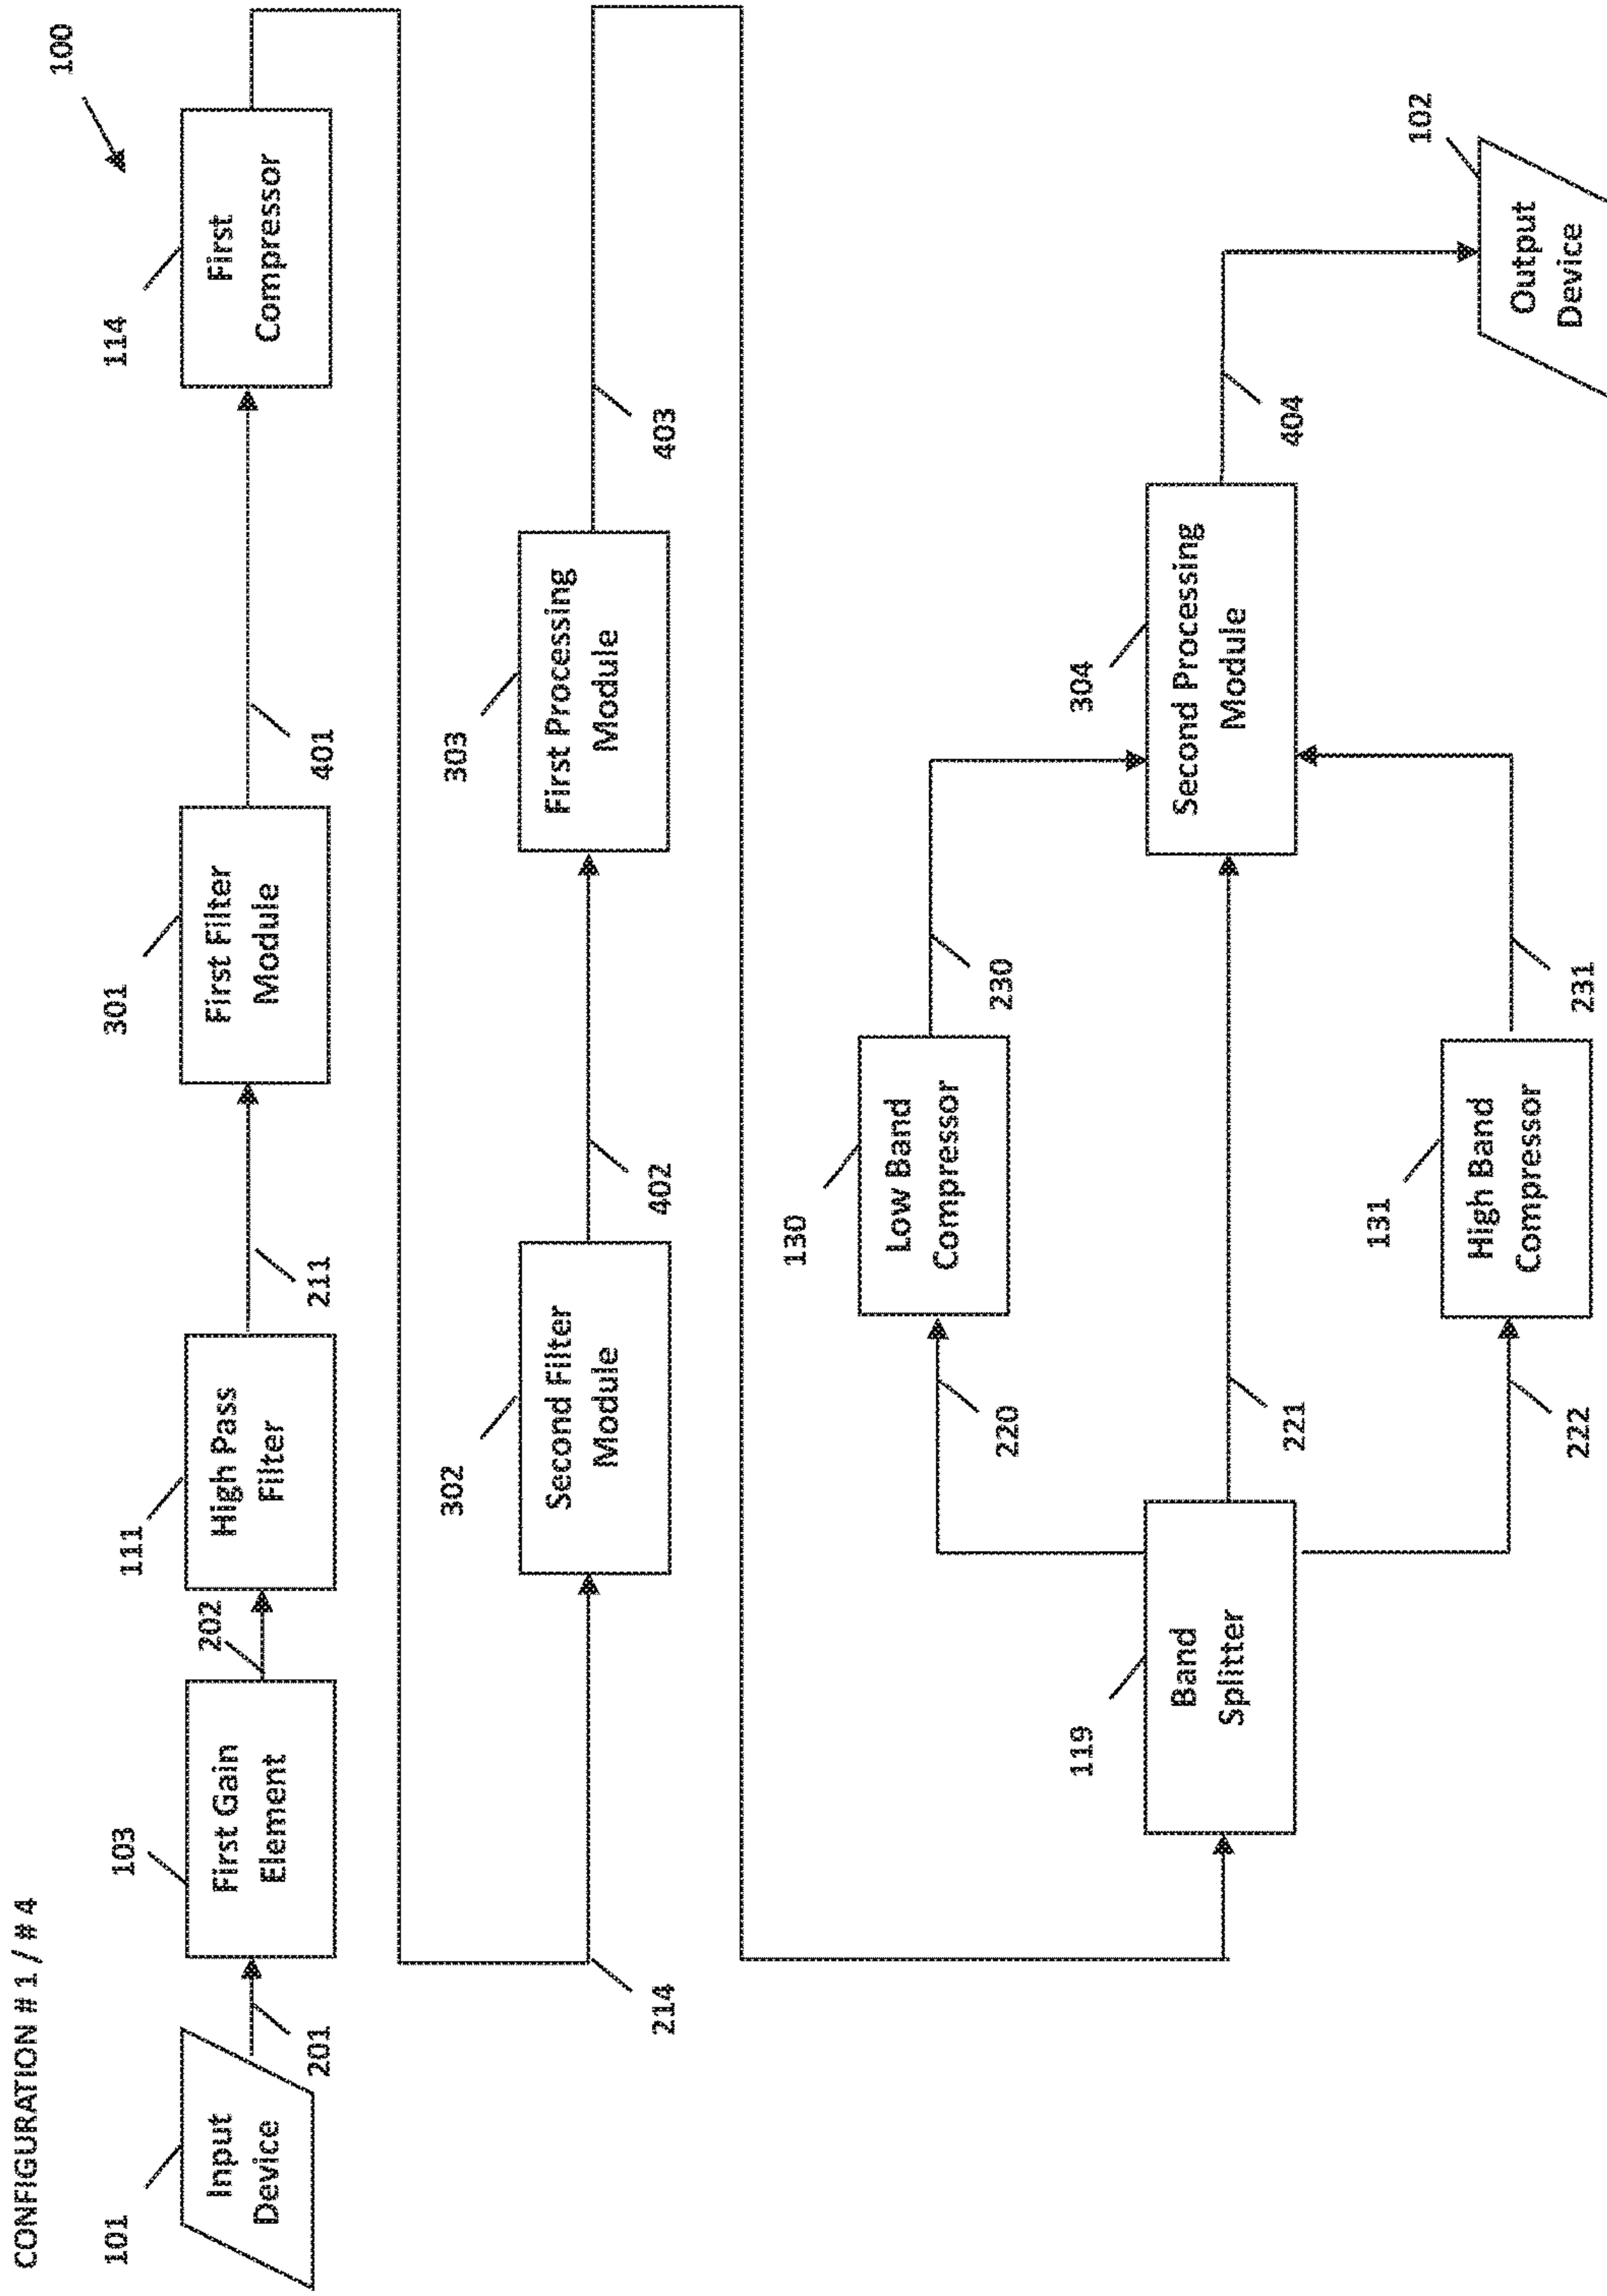 CONFIGURATION # 1 / # 4
100
101
Input
Device
201
103
First Gain
Element
202
111
High Pass
Filter
211
301
First Filter
Module
401
114
First
Compressor
214
302
Second Filter
Module
402
303
First Processing
Module
403
119
Band
Splitter
220
221
222
130
Low Band
Compressor
230
131
High Band
Compressor
231
304
Second Processing
Module
404
102
Output
Device